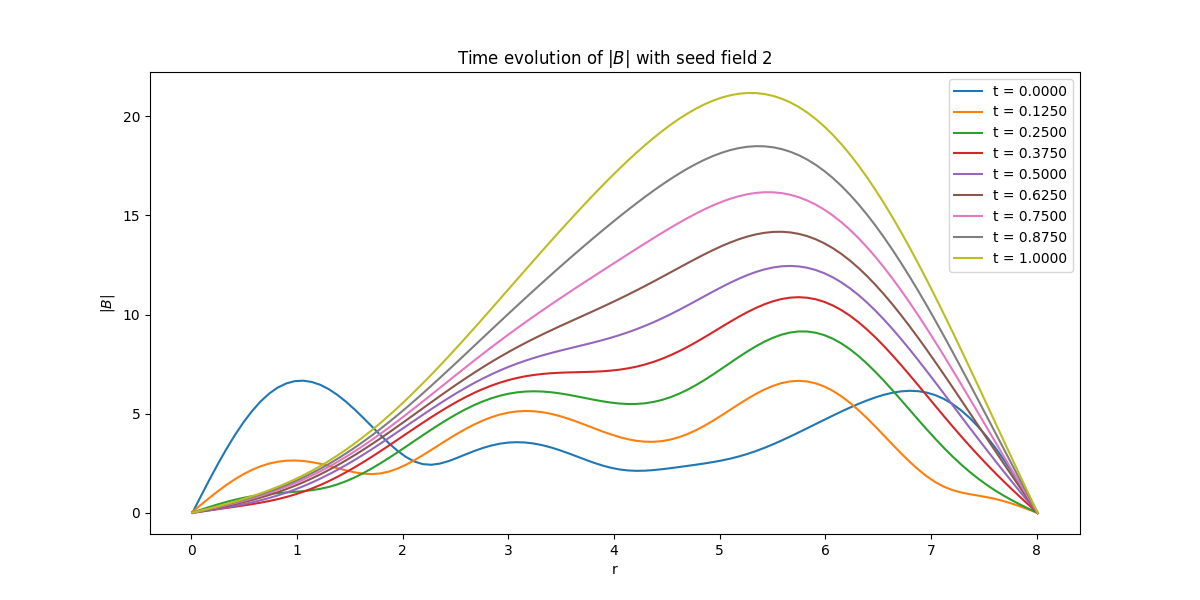 Time evolution of |B| with seed field 2
|B|
20
15
10
5
0
0 1 2 3 4 5 6 7 8
r
t = 0.0000
t = 0.1250
t = 0.2500
t = 0.3750
t = 0.5000
t = 0.6250
t = 0.7500
t = 0.8750
t = 1.0000